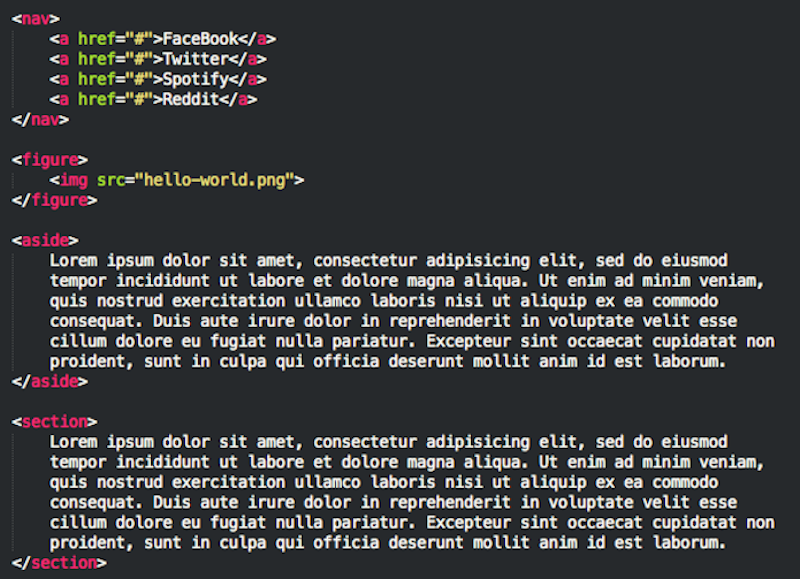 <nav>
<a href="#">FaceBook</a>
<a href="#">Twitter</a>
<a href="#">Spotify</a>
<a href="#">Reddit</a>
</nav>
<figure>
<img src="hello-world.png">
</figure>
<aside>
Lorem ipsum dolor sit amet, consectetur adipisicing elit, sed do eiusmod
tempor incididunt ut labore et dolore magna aliqua. Ut enim ad minim veniam,
quis nostrud exercitation ullamco laboris nisi ut aliquip ex ea commodo
consequat. Duis aute irure dolor in reprehenderit in voluptate velit esse
cillum dolore eu fugiat nulla pariatur. Excepteur sint occaecat cupidatat non
proident, sunt in culpa qui officia deserunt mollit anim id est laborum.
</aside>
<section>
Lorem ipsum dolor sit amet, consectetur adipisicing elit, sed do eiusmod
tempor incididunt ut labore et dolore magna aliqua. Ut enim ad minim veniam,
quis nostrud exercitation ullamco laboris nisi ut aliquip ex ea commodo
consequat. Duis aute irure dolor in reprehenderit in voluptate velit esse
cillum dolore eu fugiat nulla pariatur. Excepteur sint occaecat cupidatat non
proident, sunt in culpa qui officia deserunt mollit anim id est laborum.
</section>